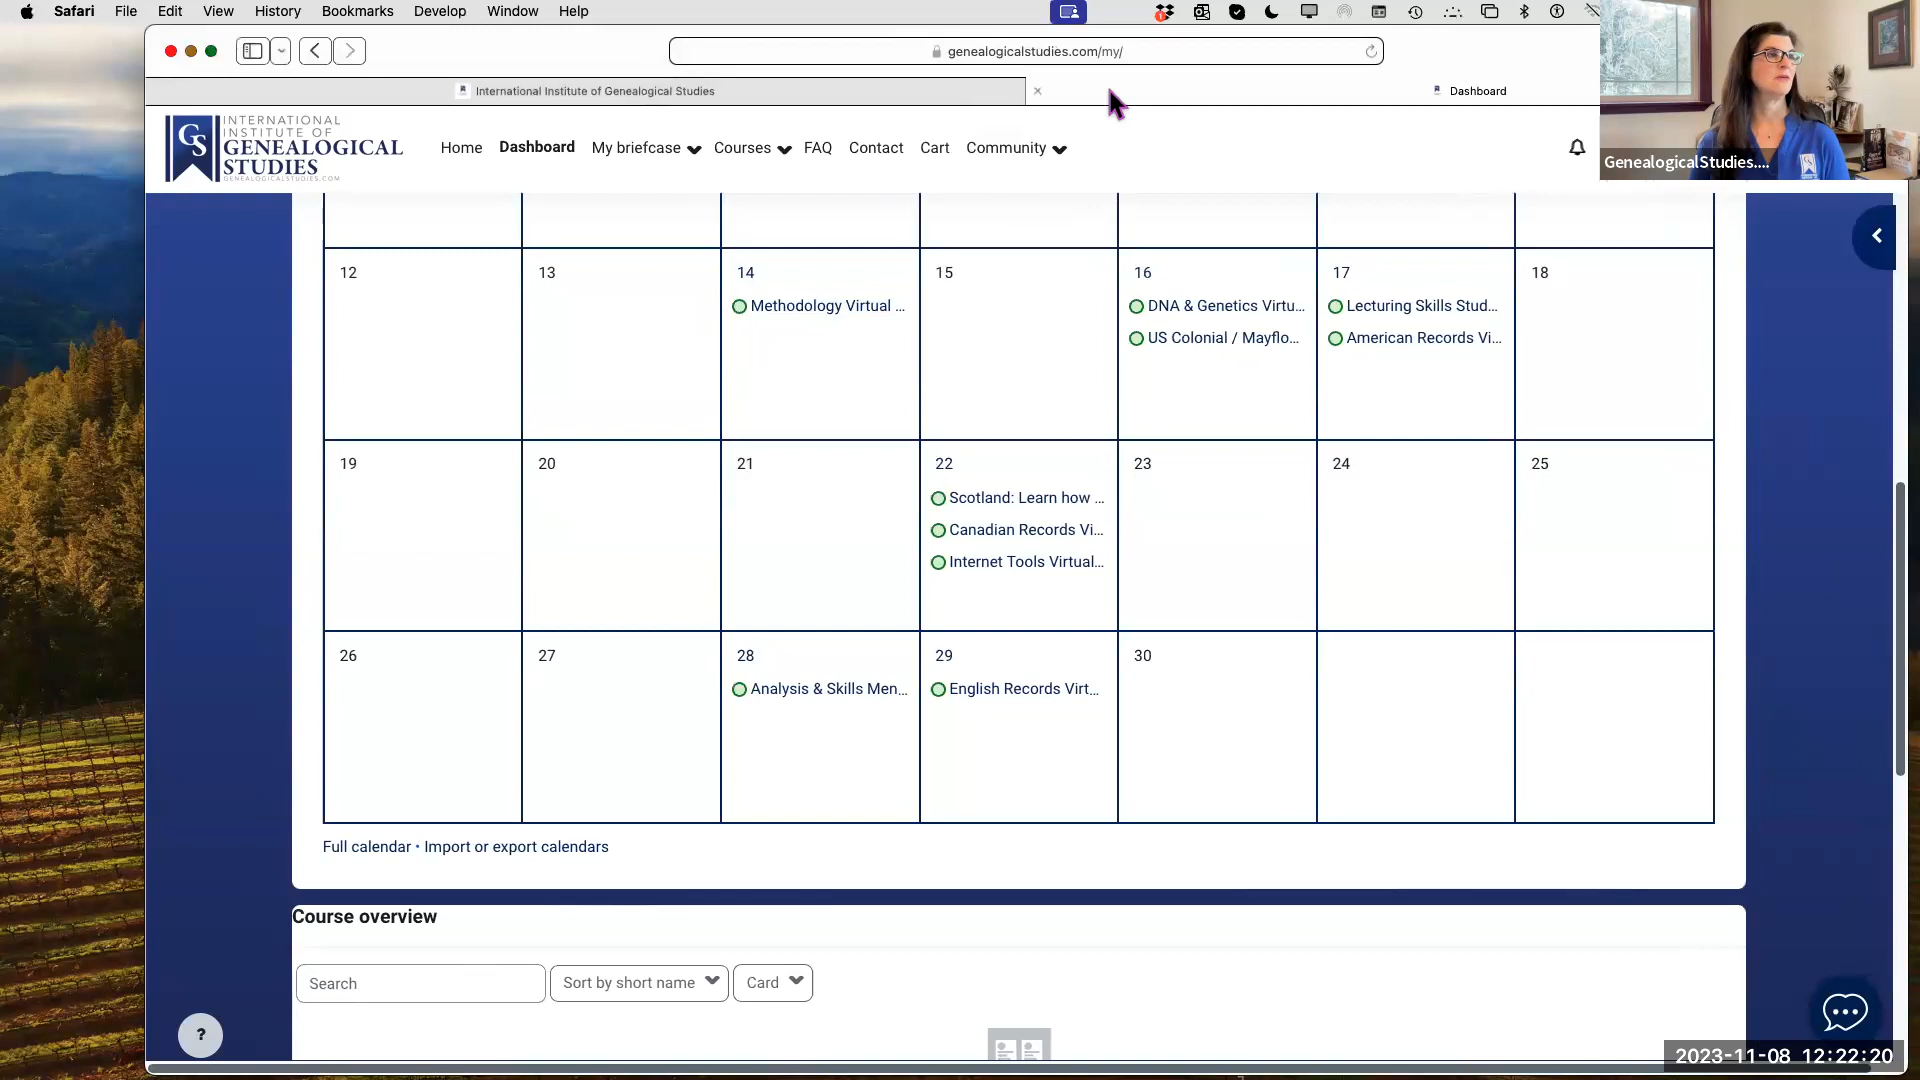 Safari File Edit View History Bookmarks Develop Window Help
genealogicalstudies.com/my/
International Institute of Genealogical Studies
Dashboard
GS
INTERNATIONAL
INSTITUTE OF
GENEALOGICAL
STUDIES
GENEALOGICALSTUDIES.COM
Home Dashboard My briefcase Courses FAQ Contact Cart Community
GenealogicalStudies....
12 13 14 15 16 17 18
Methodology Virtual ... DNA & Genetics Virtu... Lecturing Skills Stud...
US Colonial / Mayflo... American Records Vi...
19 20 21 22 23 24 25
Scotland: Learn how ...
Canadian Records Vi...
Internet Tools Virtual...
26 27 28 29 30
Analysis & Skills Men... English Records Virt...
Full calendar • Import or export calendars
Course overview
Search Sort by short name Card
?
2023-11-08 12:22:20